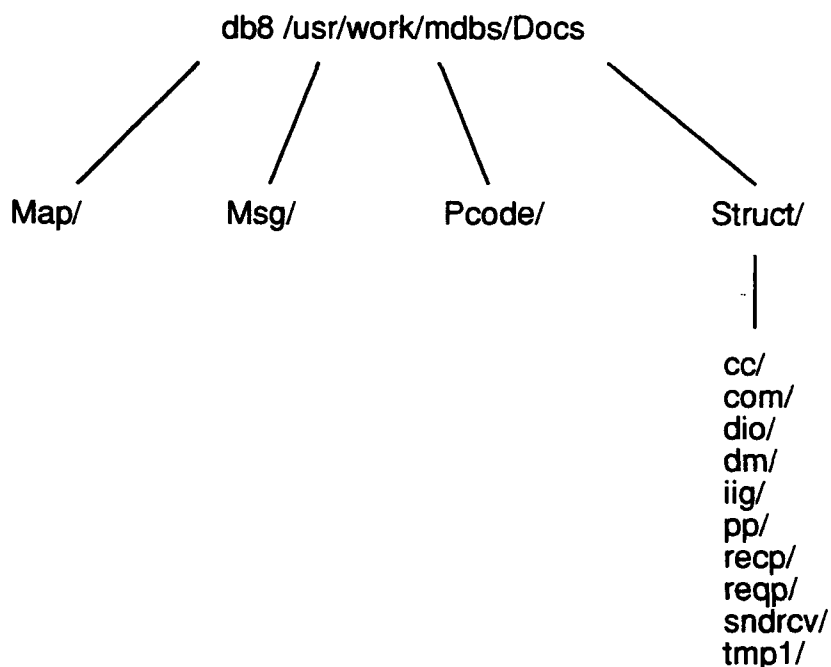 db8 /usr/work/mdbs/Docs
Map/ Msg/ Pcode/ Struct/
cc/
com/
dio/
dm/
iig/
pp/
recp/
reqp/
sndrcv/
tmp1/